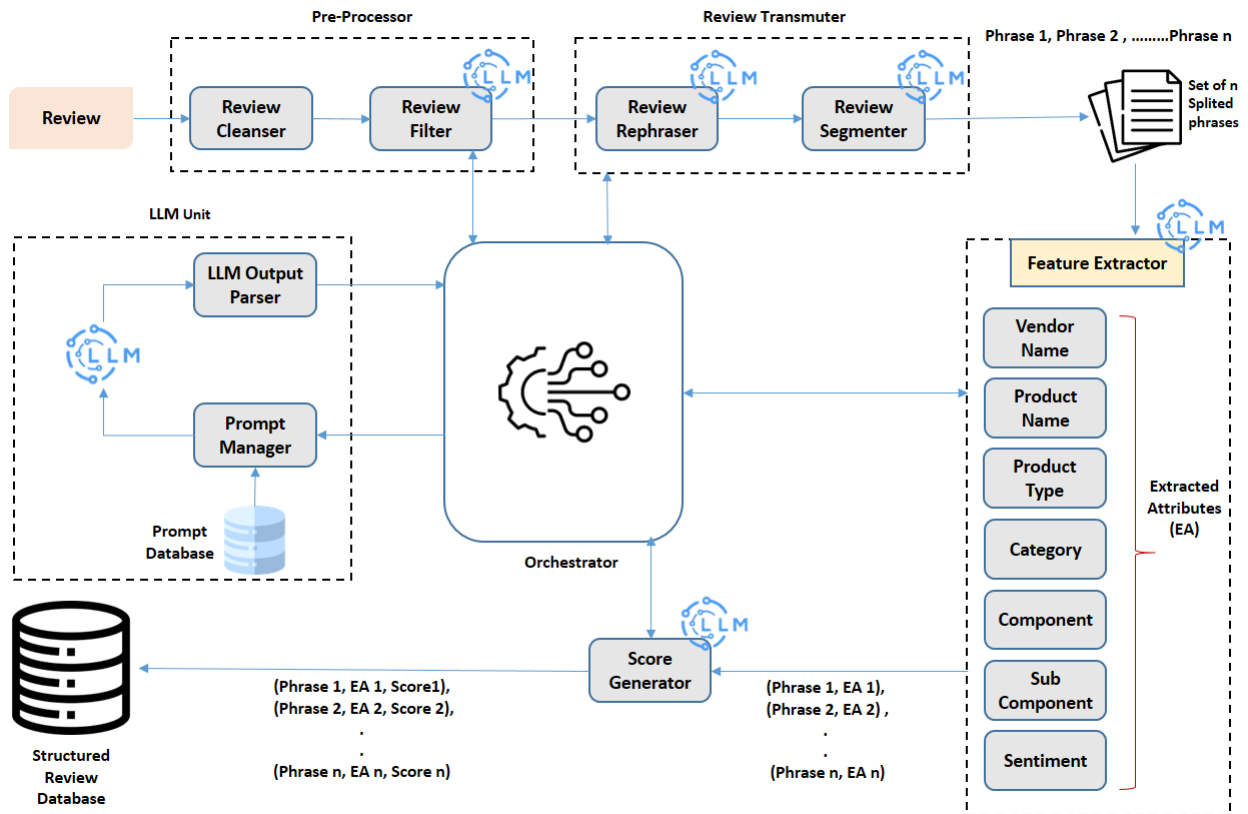 Pre-Processor
Review Transmuter
Phrase 1, Phrase 2 , .........Phrase n
Review
Review
Cleanser
Review
Filter
LLM
Review
Rephraser
LLM
Review
Segmenter
LLM
Set of n
Splited
phrases
LLM Unit
LLM Output
Parser
LLM
Prompt
Manager
Prompt
Database
Orchestrator
LLM
Feature Extractor
Vendor
Name
Product
Name
Product
Type
Category
Component
Sub
Component
Sentiment
Extracted
Attributes
(EA)
LLM
Score
Generator
(Phrase 1, EA 1),
(Phrase 2, EA 2) ,
.
.
(Phrase n, EA n)
(Phrase 1, EA 1, Score1),
(Phrase 2, EA 2, Score 2),
.
.
(Phrase n, EA n, Score n)
Structured
Review
Database